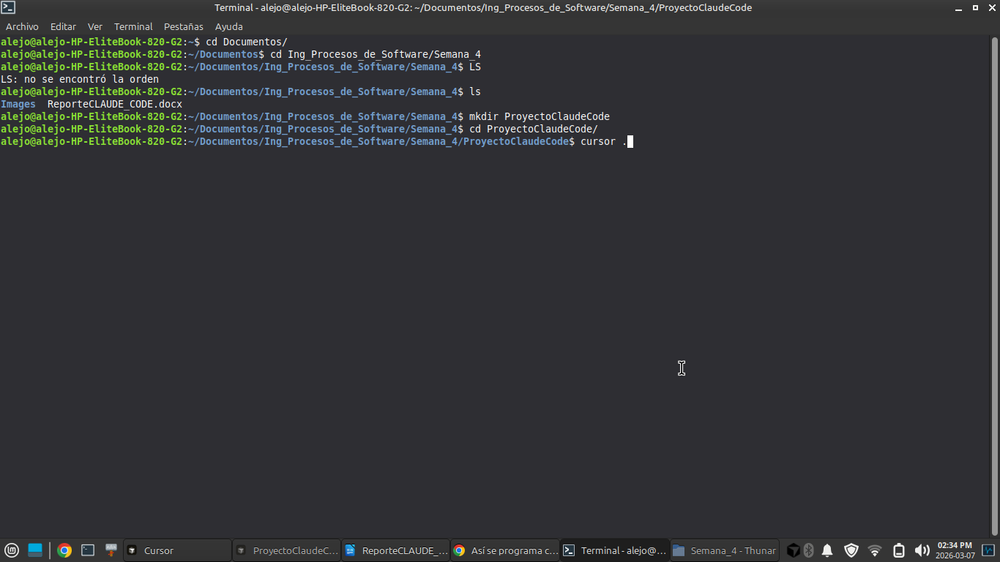 Terminal - alejo@alejo-HP-EliteBook-820-G2: ~/Documentos/Ing_Procesos_de_Software/Semana_4/ProyectoClaudeCode
Archivo Editar Ver Terminal Pestañas Ayuda
alejo@alejo-HP-EliteBook-820-G2:~$ cd Documentos/
alejo@alejo-HP-EliteBook-820-G2:~/Documentos$ cd Ing_Procesos_de_Software/Semana_4
alejo@alejo-HP-EliteBook-820-G2:~/Documentos/Ing_Procesos_de_Software/Semana_4$ LS
LS: no se encontró la orden
alejo@alejo-HP-EliteBook-820-G2:~/Documentos/Ing_Procesos_de_Software/Semana_4$ ls
Images  ReporteCLAUDE_CODE.docx
alejo@alejo-HP-EliteBook-820-G2:~/Documentos/Ing_Procesos_de_Software/Semana_4$ mkdir ProyectoClaudeCode
alejo@alejo-HP-EliteBook-820-G2:~/Documentos/Ing_Procesos_de_Software/Semana_4$ cd ProyectoClaudeCode/
alejo@alejo-HP-EliteBook-820-G2:~/Documentos/Ing_Procesos_de_Software/Semana_4/ProyectoClaudeCode$ cursor .
Cursor ProyectoClaudeC... ReporteCLAUDE_... Así se programa c... Terminal - alejo@... Semana_4 - Thunar 02:34 PM
2026-03-07